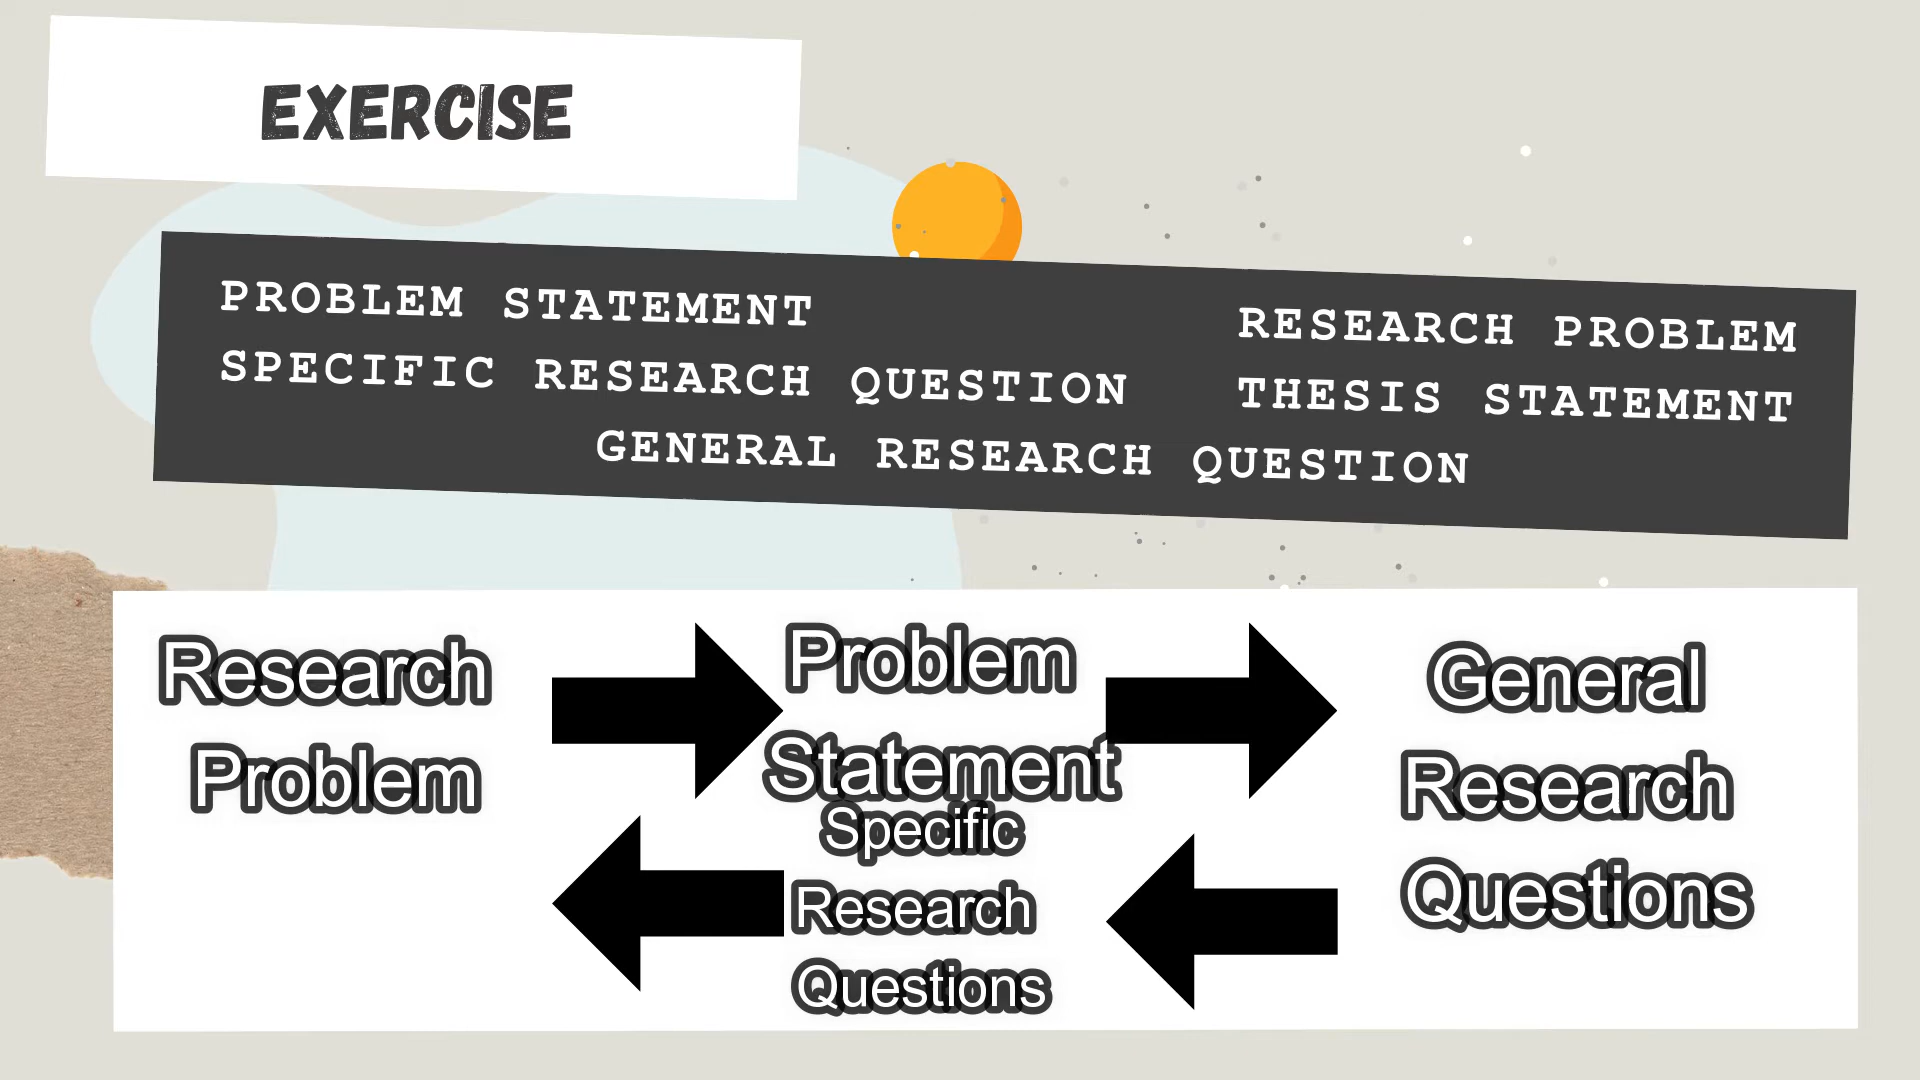 EXERCISE
PROBLEM STATEMENT
RESEARCH PROBLEM
SPECIFIC RESEARCH QUESTION
THESIS STATEMENT
GENERAL RESEARCH QUESTION
Research
Problem
Problem
Statement
General
Research
Questions
Specific
Research
Questions